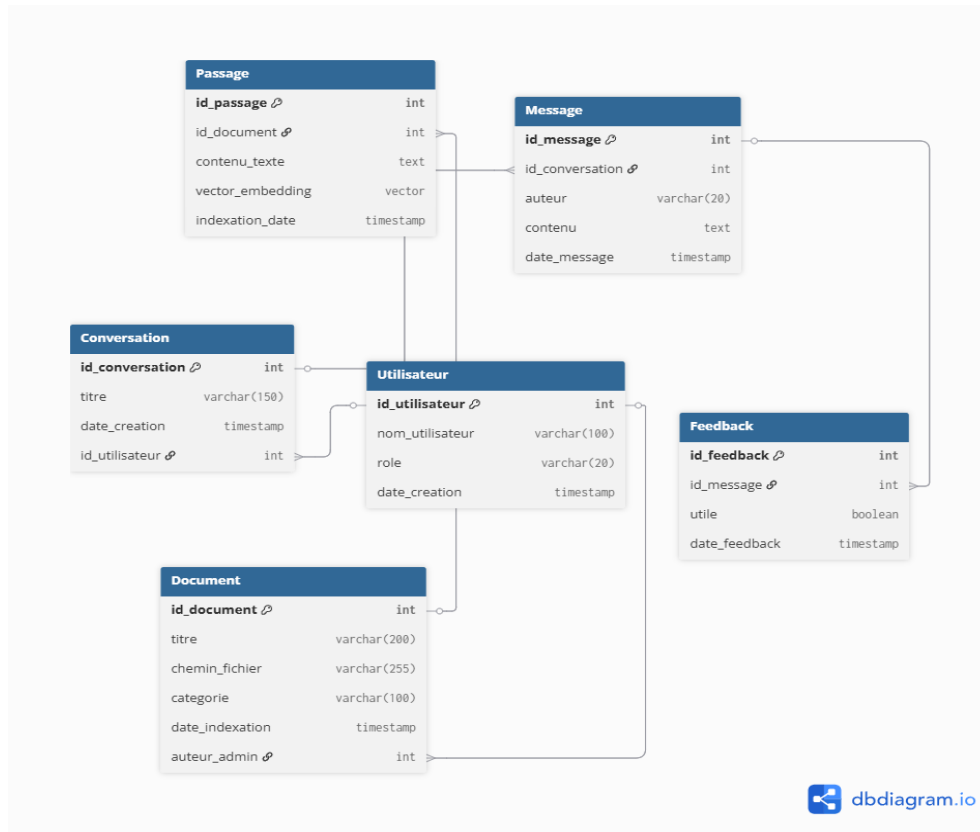 Passage
id_passage int
id_document int
contenu_texte text
vector_embedding vector
indexation_date timestamp
Message
id_message int
id_conversation int
auteur varchar(20)
contenu text
date_message timestamp
Conversation
id_conversation int
titre varchar(150)
date_creation timestamp
id_utilisateur int
Utilisateur
id_utilisateur int
nom_utilisateur varchar(100)
role varchar(20)
date_creation timestamp
Feedback
id_feedback int
id_message int
utile boolean
date_feedback timestamp
Document
id_document int
titre varchar(200)
chemin_fichier varchar(255)
categorie varchar(100)
date_indexation timestamp
auteur_admin int
dbdiagram.io